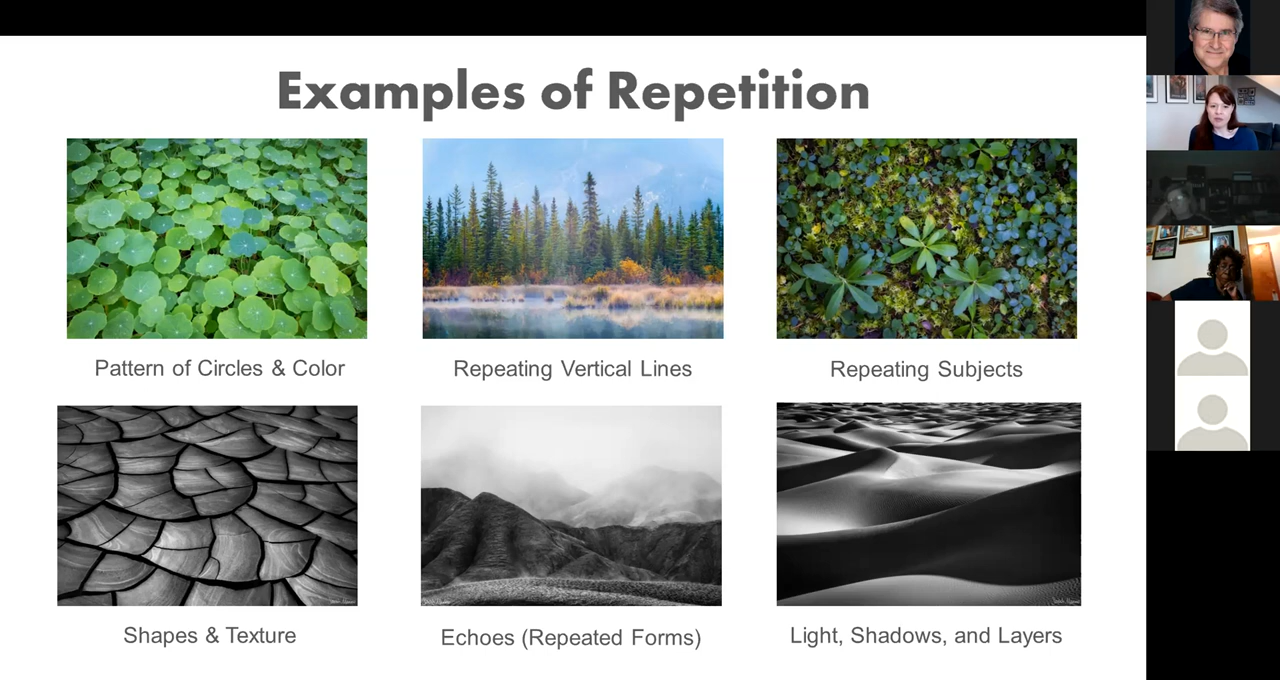 Examples of Repetition
Pattern of Circles & Color
Repeating Vertical Lines
Repeating Subjects
Shapes & Texture
Echoes (Repeated Forms)
Light, Shadows, and Layers